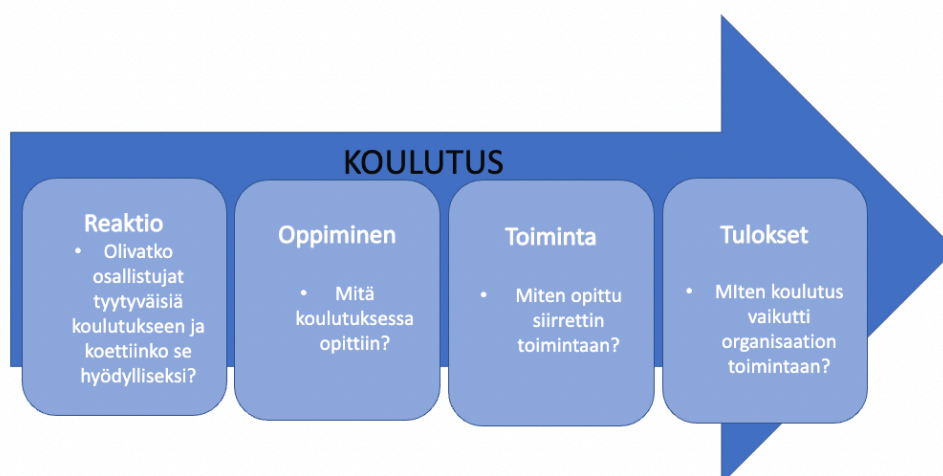 KOULUTUS
Reaktio
• Olivatko
osallistujat
tyytyväisiä
koulutukseen ja
koettiinko se
hyödylliseksi?
Oppiminen
• Mitä
koulutuksessa
opittiin?
Toiminta
• Miten opittu
siirrettin
toimintaan?
Tulokset
• MIten koulutus
vaikutti
organisaation
toimintaan?